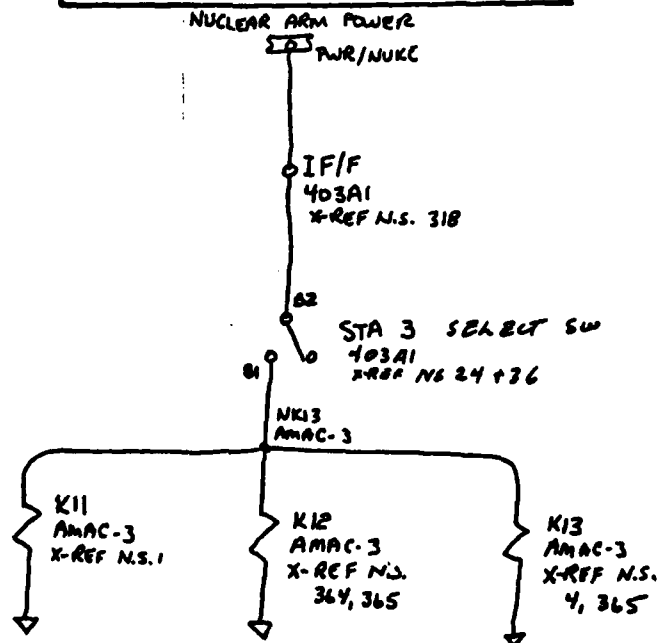 NUCLEAR ARM POWER
PWR/NUKE
IF/F
403A1
X-REF N.S. 318
B2
STA 3 SELECT SW
403A1
X-REF NS 24 + 36
B1
NK13
AMAC-3
K11
AMAC-3
X-REF N.S. 1
K12
AMAC-3
X-REF N.S.
364, 365
K13
AMAC-3
X-REF N.S.
4, 365